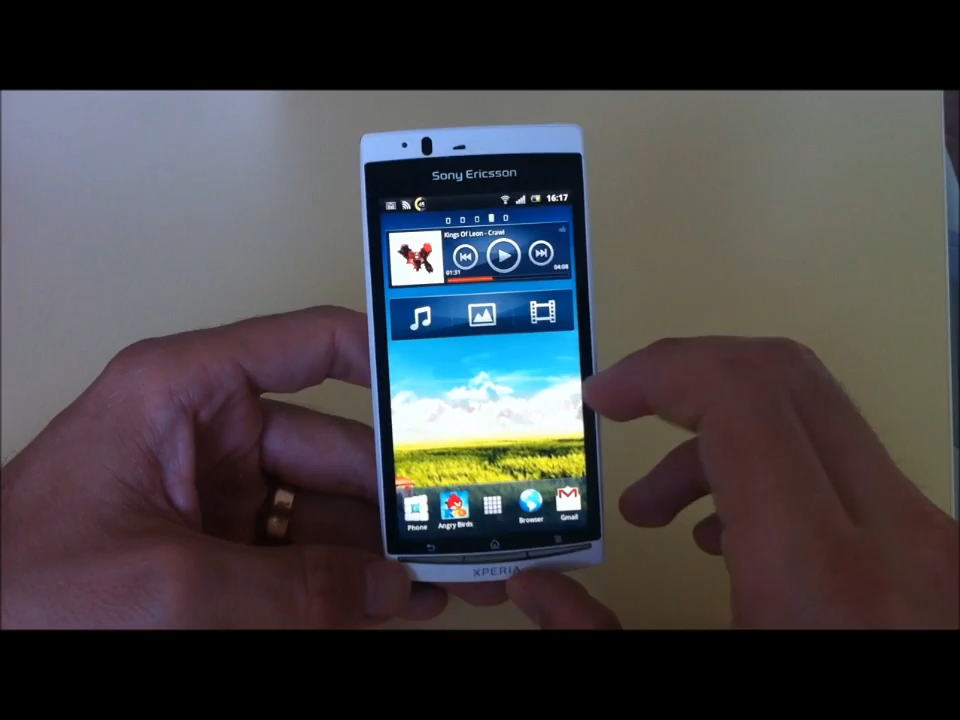 Sony Ericsson
16:17
Kings Of Leon - Crawl
01:31
04:08
Phone
Angry Birds
Browser
Gmail
XPERIA